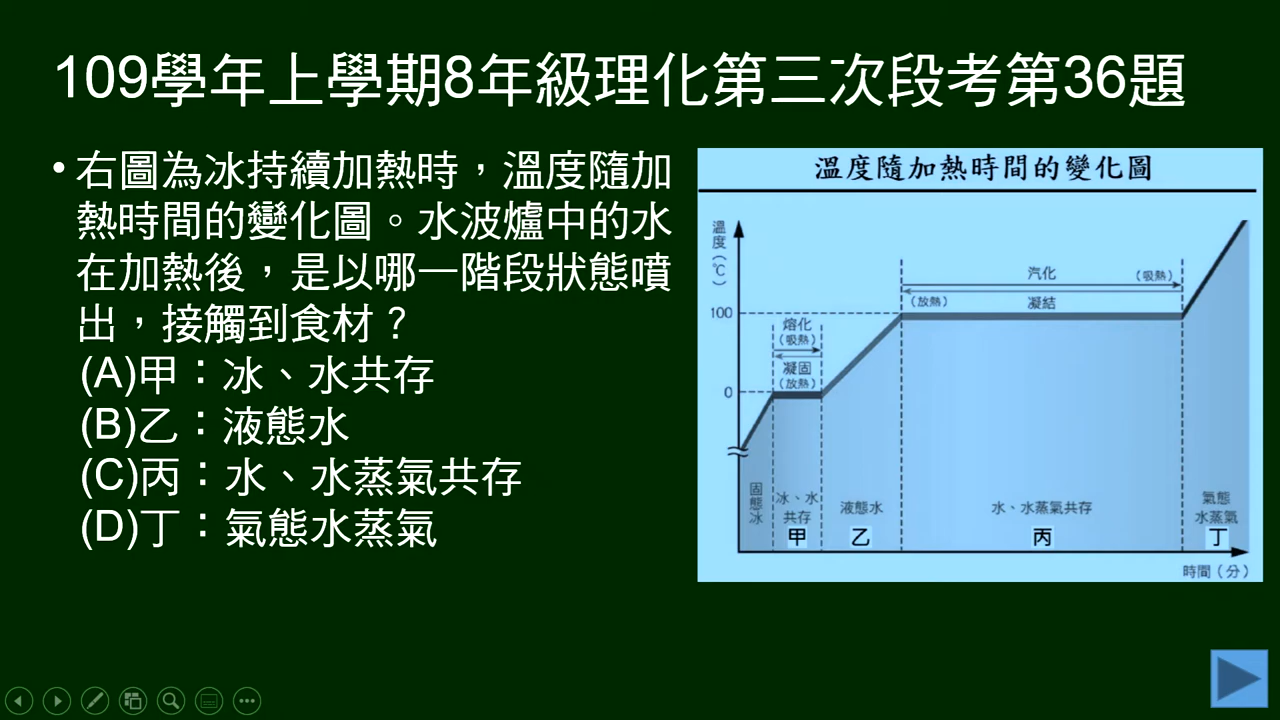 109學年上學期8年級理化第三次段考第36題
•右圖為冰持續加熱時，溫度隨加
熱時間的變化圖。水波爐中的水
在加熱後，是以哪一階段狀態噴
出，接觸到食材？
(A)甲：冰、水共存
(B)乙：液態水
(C)丙：水、水蒸氣共存
(D)丁：氣態水蒸氣
溫度隨加熱時間的變化圖
溫度(℃)
100
0
熔化
(吸熱)
凝固
(放熱)
汽化
(吸熱)
(放熱)
凝結
固態冰
冰、水
共存
甲
液態水
乙
水、水蒸氣共存
丙
氣態
水蒸氣
丁
時間(分)